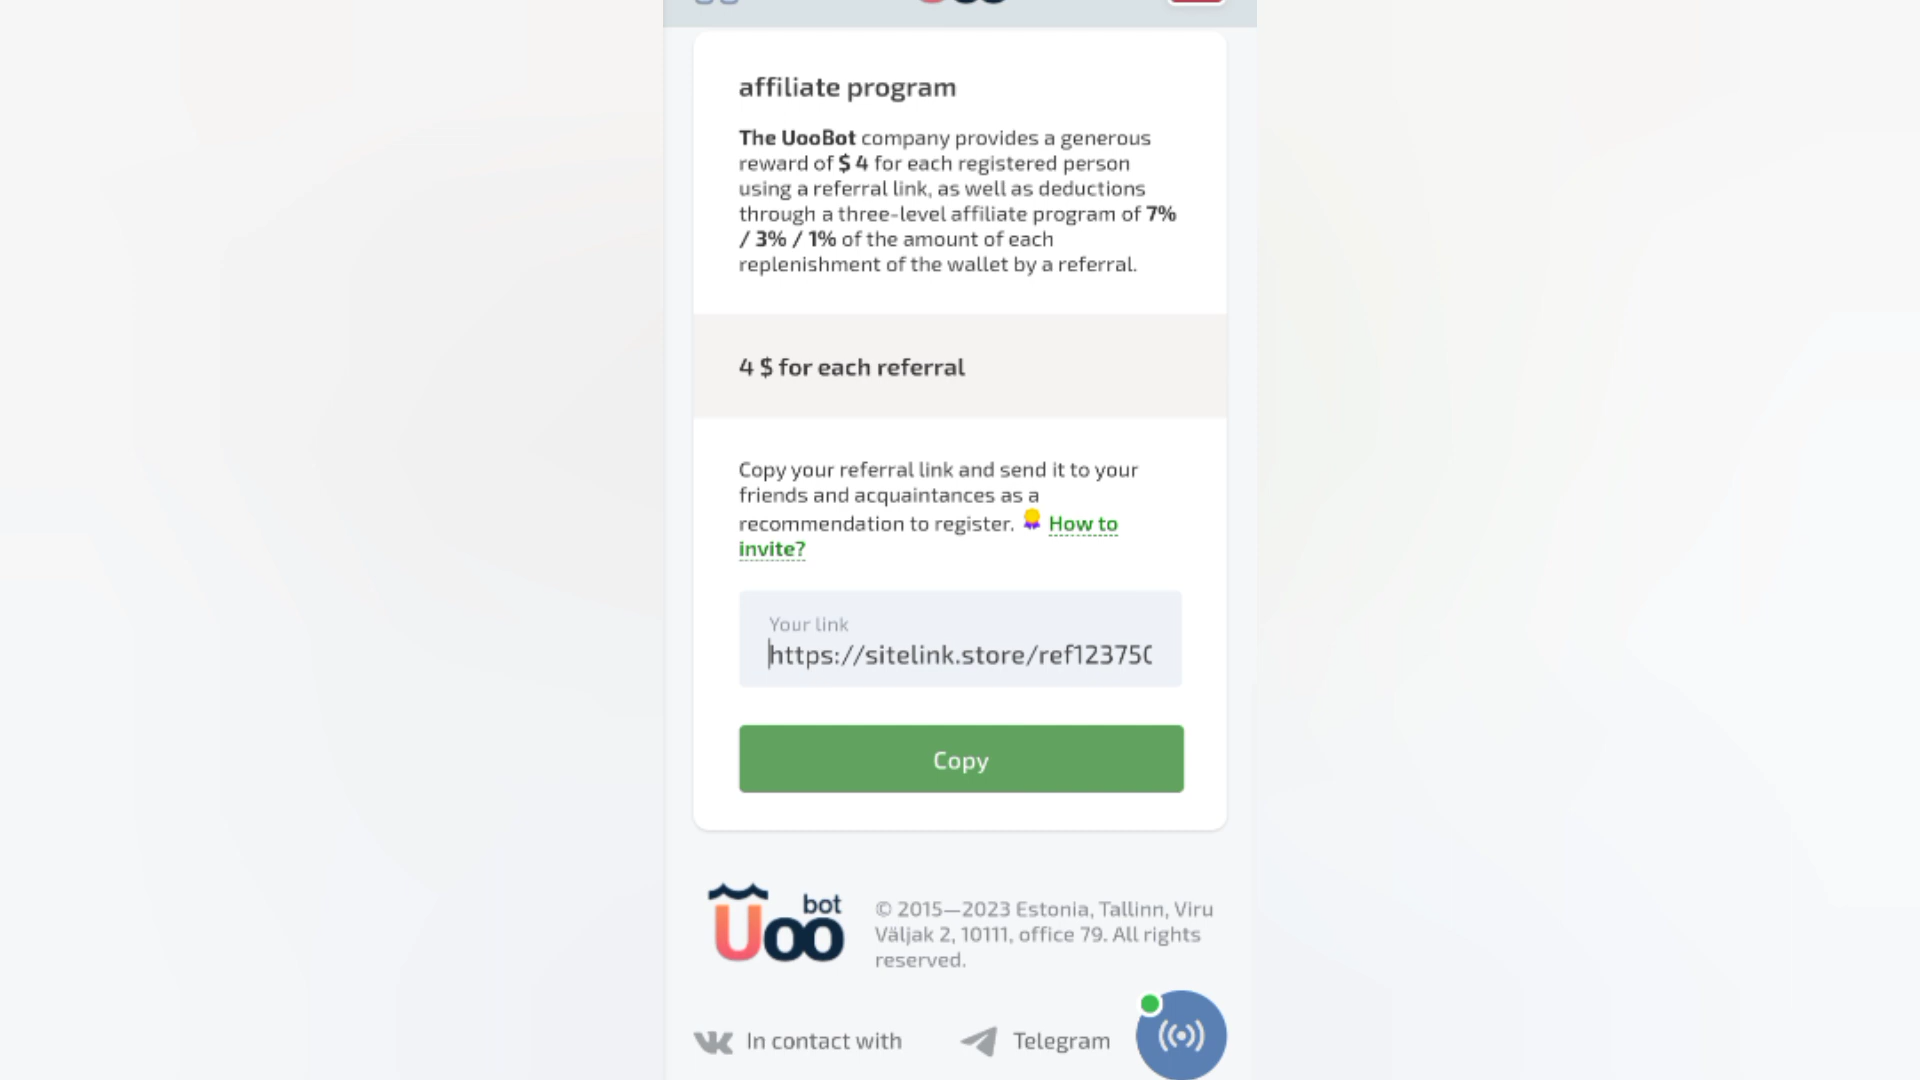 affiliate program
The UooBot company provides a generous
reward of $ 4 for each registered person
using a referral link, as well as deductions
through a three-level affiliate program of 7%
/ 3% / 1% of the amount of each
replenishment of the wallet by a referral.
4 $ for each referral
Copy your referral link and send it to your
friends and acquaintances as a
recommendation to register. How to
invite?
Your link
https://sitelink.store/ref12375
Copy
Uoo bot
© 2015—2023 Estonia, Tallinn, Viru
Väljak 2, 10111, office 79. All rights
reserved.
In contact with
Telegram